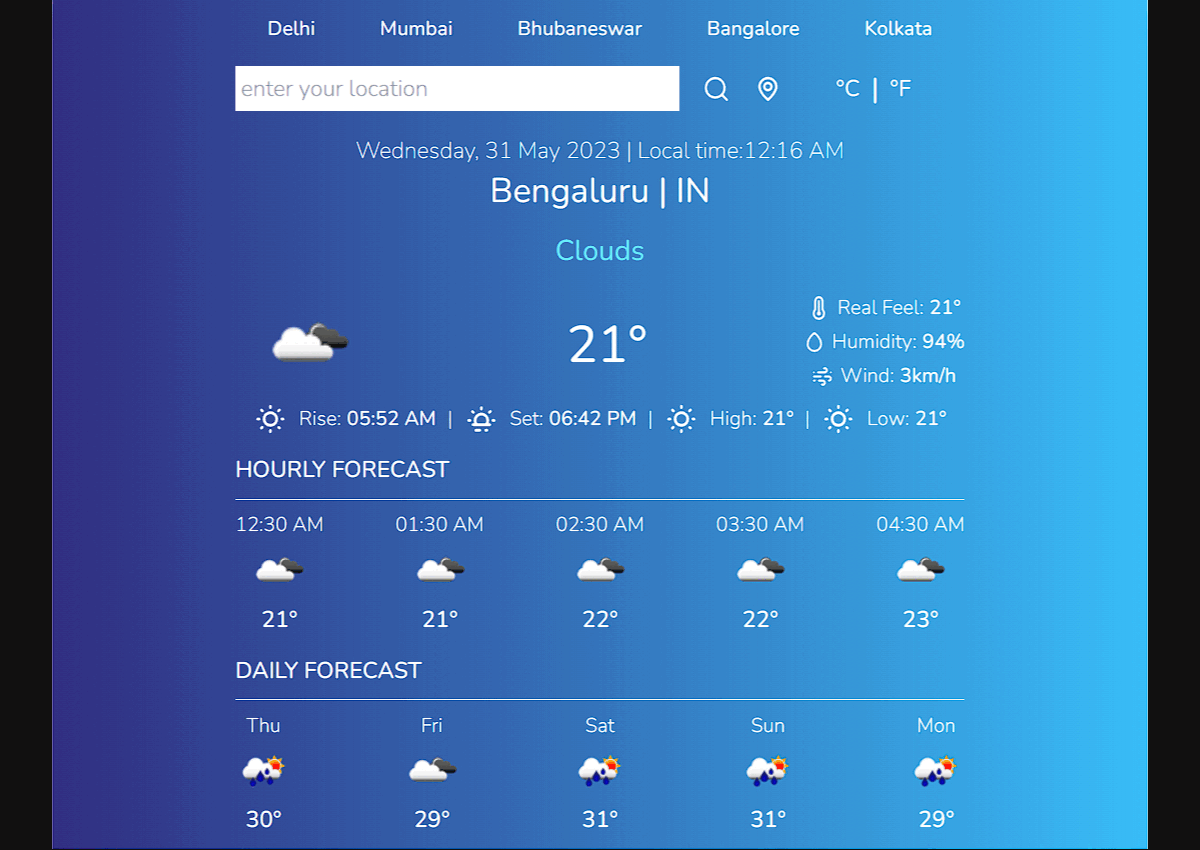 Delhi Mumbai Bhubaneswar Bangalore Kolkata
enter your location °C | °F
Wednesday, 31 May 2023 | Local time:12:16 AM
Bengaluru | IN
Clouds
Real Feel: 21°
21°
Humidity: 94%
Wind: 3km/h
Rise: 05:52 AM | Set: 06:42 PM | High: 21° | Low: 21°
HOURLY FORECAST
12:30 AM 01:30 AM 02:30 AM 03:30 AM 04:30 AM
21° 21° 22° 22° 23°
DAILY FORECAST
Thu Fri Sat Sun Mon
30° 29° 31° 31° 29°